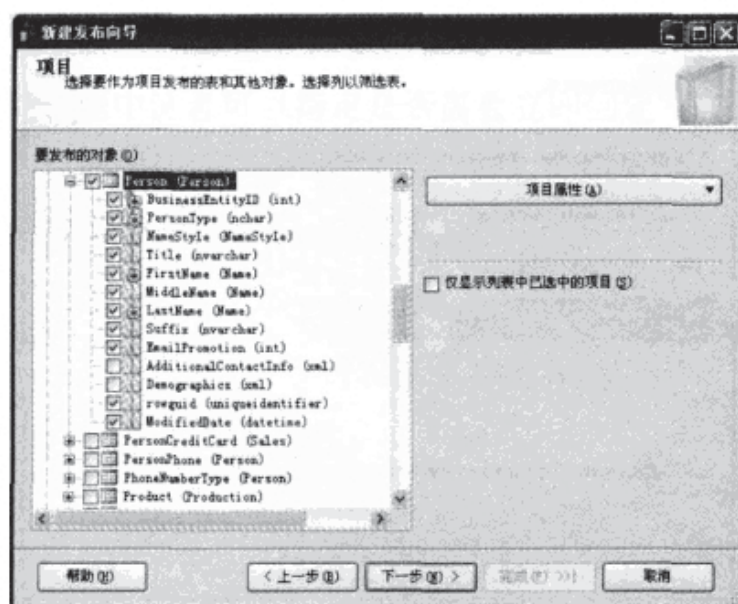 新建发布向导
项目
选择要作为项目发布的表和其他对象。选择列以筛选表。
要发布的对象(O)
Person (Person)
BusinessEntityID (int)
PersonType (nchar)
NameStyle (NameStyle)
Title (nvarchar)
FirstName (Name)
MiddleName (Name)
LastName (Name)
Suffix (nvarchar)
EmailPromotion (int)
AdditionalContactInfo (xml)
Demographics (xml)
rowguid (uniqueidentifier)
ModifiedDate (datetime)
PersonCreditCard (Sales)
PersonPhone (Person)
PhoneNumberType (Person)
Product (Production)
项目属性(A)
仅显示列表中已选中的项目(S)
帮助(H)
< 上一步(B)
下一步(N) >
完成(F) >>|
取消